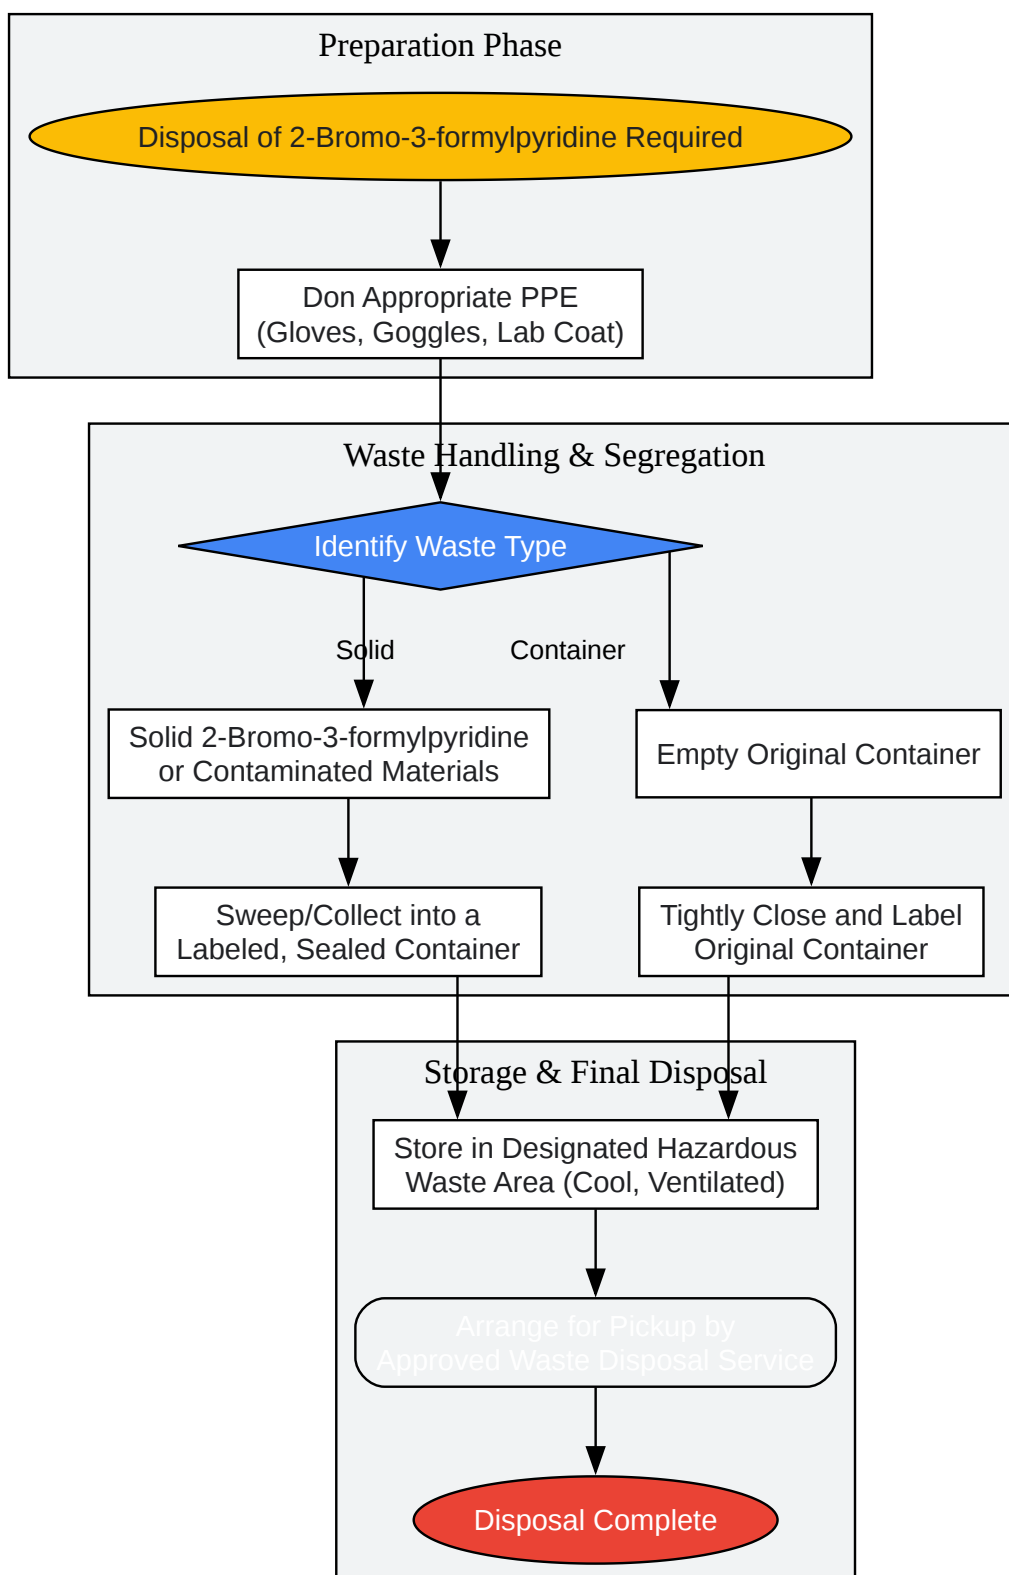 Preparation Phase
Disposal of 2-Bromo-3-formylpyridine Required
Don Appropriate PPE
(Gloves, Goggles, Lab Coat)
Waste Handling & Segregation
Identify Waste Type
Solid
Container
Solid 2-Bromo-3-formylpyridine
or Contaminated Materials
Empty Original Container
Sweep/Collect into a
Labeled, Sealed Container
Tightly Close and Label
Original Container
Storage & Final Disposal
Store in Designated Hazardous
Waste Area (Cool, Ventilated)
Arrange for Pickup by
Approved Waste Disposal Service
Disposal Complete